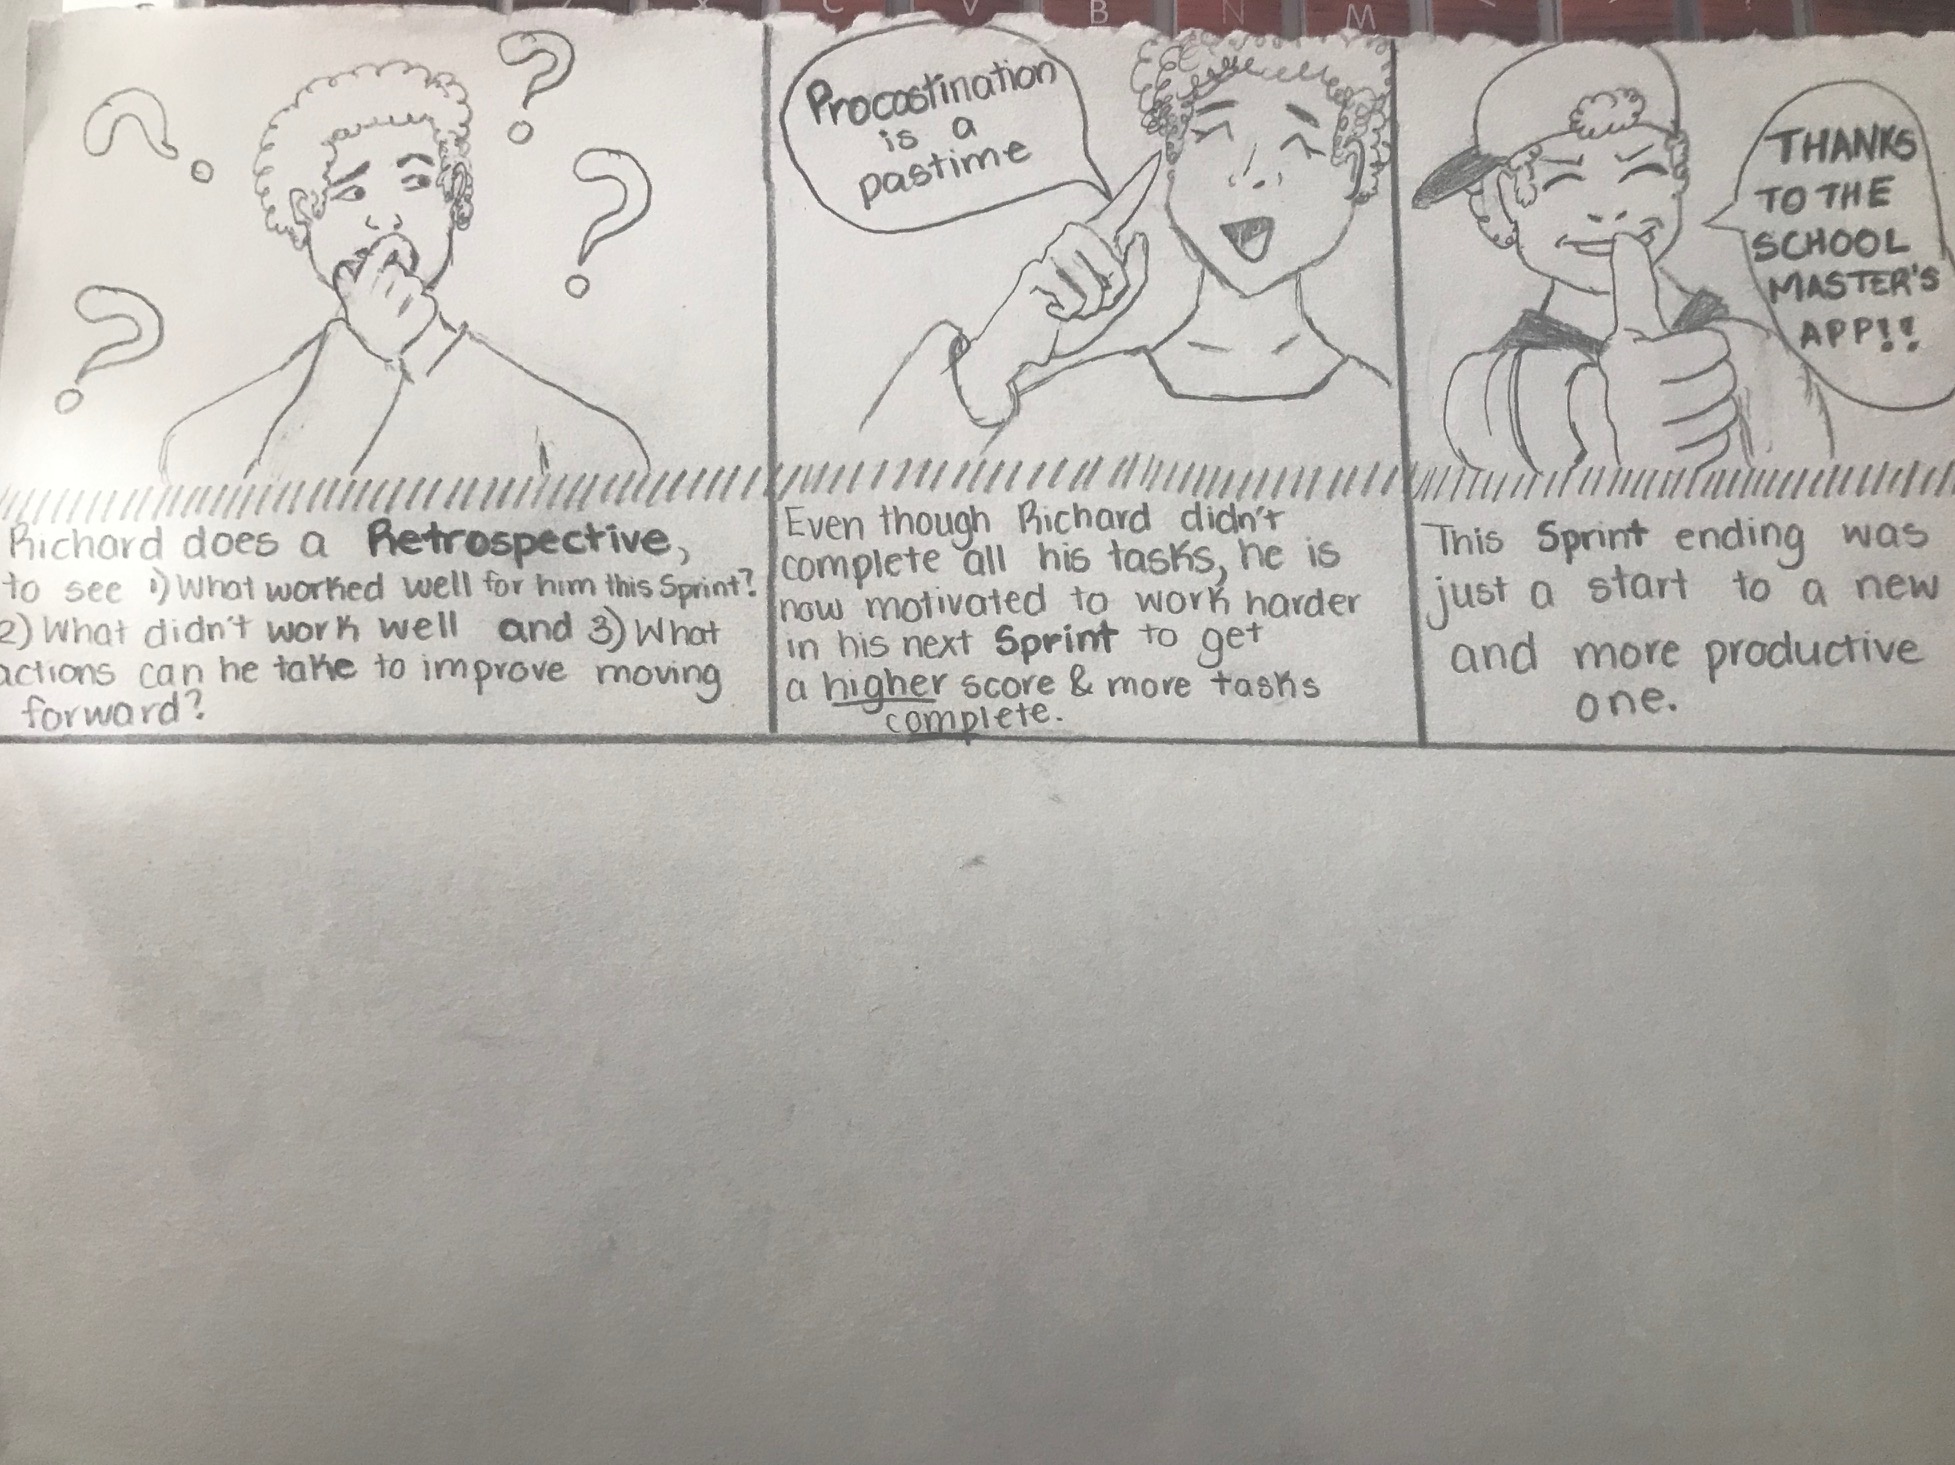 C V B N M
Procastination
is a
pastime
THANKS
TO THE
SCHOOL
MASTER'S
APP!!
Richard does a Retrospective,
to see 1) What worked well for him this Sprint?
2) What didn't work well and 3) What
actions can he take to improve moving
forward?
Even though Richard didn't
complete all his tasks, he is
now motivated to work harder
in his next Sprint to get
a higher score & more tasks
complete.
This Sprint ending was
just a start to a new
and more productive
one.